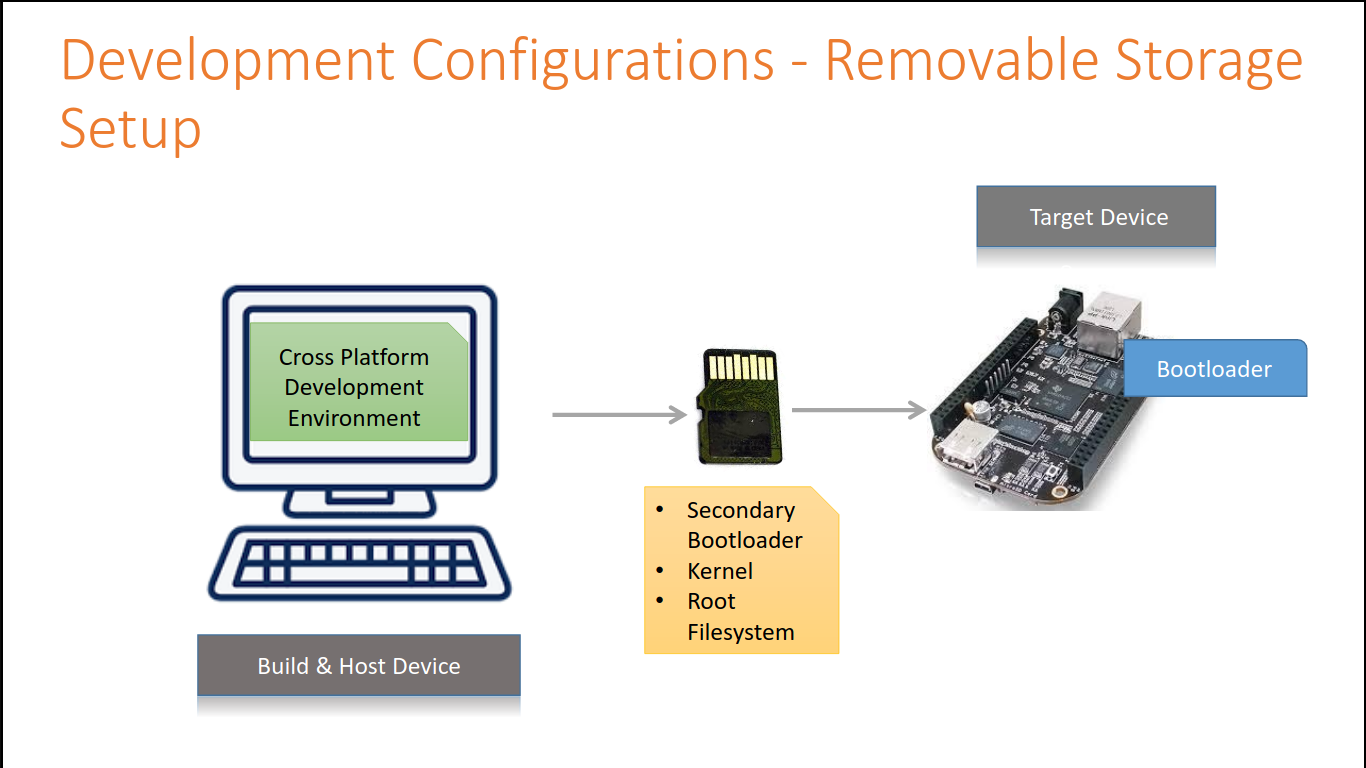 Development Configurations - Removable Storage
Setup
Target Device
Cross Platform
Development
Environment
Bootloader
• Secondary
Bootloader
• Kernel
• Root
Filesystem
Build & Host Device